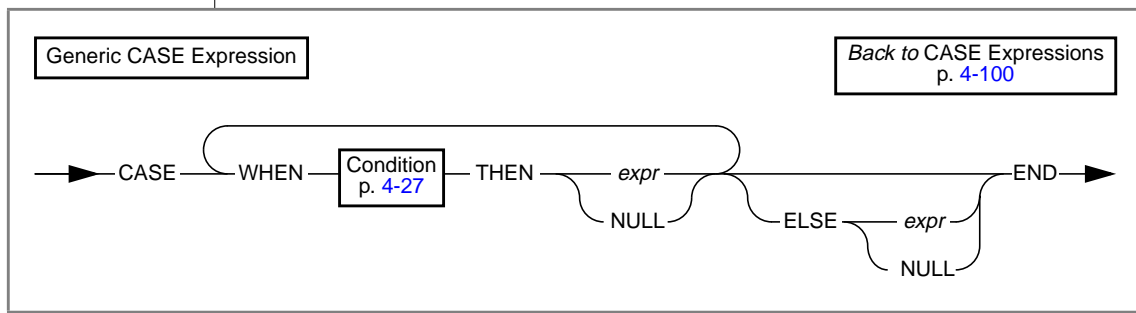 Generic CASE Expression
Back to CASE Expressions
p. 4-100
CASE
WHEN
Condition
p. 4-27
THEN
expr
NULL
ELSE
expr
NULL
END